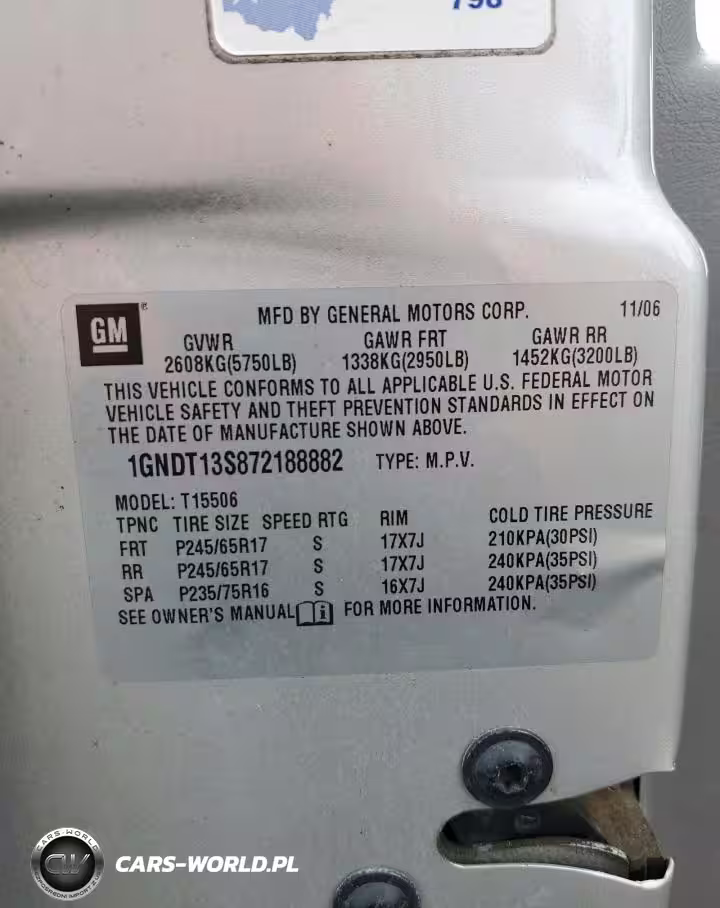 798
GM
MFD BY GENERAL MOTORS CORP. 11/06
GVWR GAWR FRT GAWR RR
2608KG(5750LB) 1338KG(2950LB) 1452KG(3200LB)
THIS VEHICLE CONFORMS TO ALL APPLICABLE U.S. FEDERAL MOTOR
VEHICLE SAFETY AND THEFT PREVENTION STANDARDS IN EFFECT ON
THE DATE OF MANUFACTURE SHOWN ABOVE.
1GNDT13S872188882 TYPE: M.P.V.
MODEL: T15506
TPNC TIRE SIZE SPEED RTG RIM COLD TIRE PRESSURE
FRT P245/65R17 S 17X7J 210KPA(30PSI)
RR P245/65R17 S 17X7J 240KPA(35PSI)
SPA P235/75R16 S 16X7J 240KPA(35PSI)
SEE OWNER'S MANUAL FOR MORE INFORMATION.
CARS-WORLD
CW
CARS-WORLD.PL